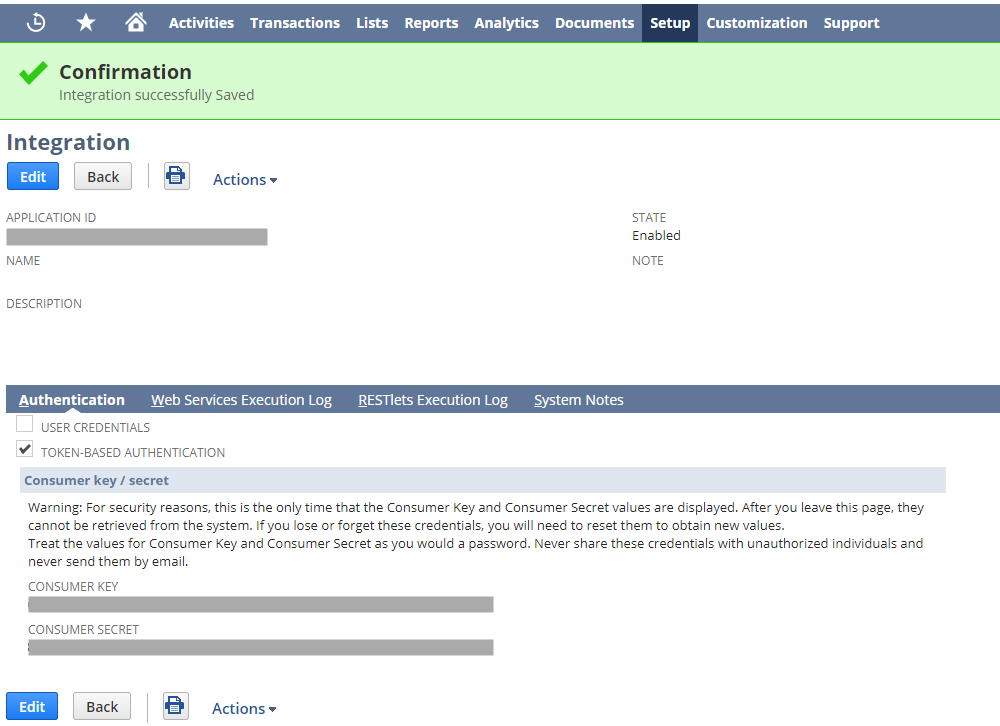 Activities Transactions Lists Reports Analytics Documents Setup Customization Support
Confirmation
Integration successfully Saved
Integration
Edit Back Actions
APPLICATION ID
STATE
Enabled
NAME
NOTE
DESCRIPTION
Authentication Web Services Execution Log RESTlets Execution Log System Notes
USER CREDENTIALS
TOKEN-BASED AUTHENTICATION
Consumer key / secret
Warning: For security reasons, this is the only time that the Consumer Key and Consumer Secret values are displayed. After you leave this page, they
cannot be retrieved from the system. If you lose or forget these credentials, you will need to reset them to obtain new values.
Treat the values for Consumer Key and Consumer Secret as you would a password. Never share these credentials with unauthorized individuals and
never send them by email.
CONSUMER KEY
CONSUMER SECRET
Edit Back Actions